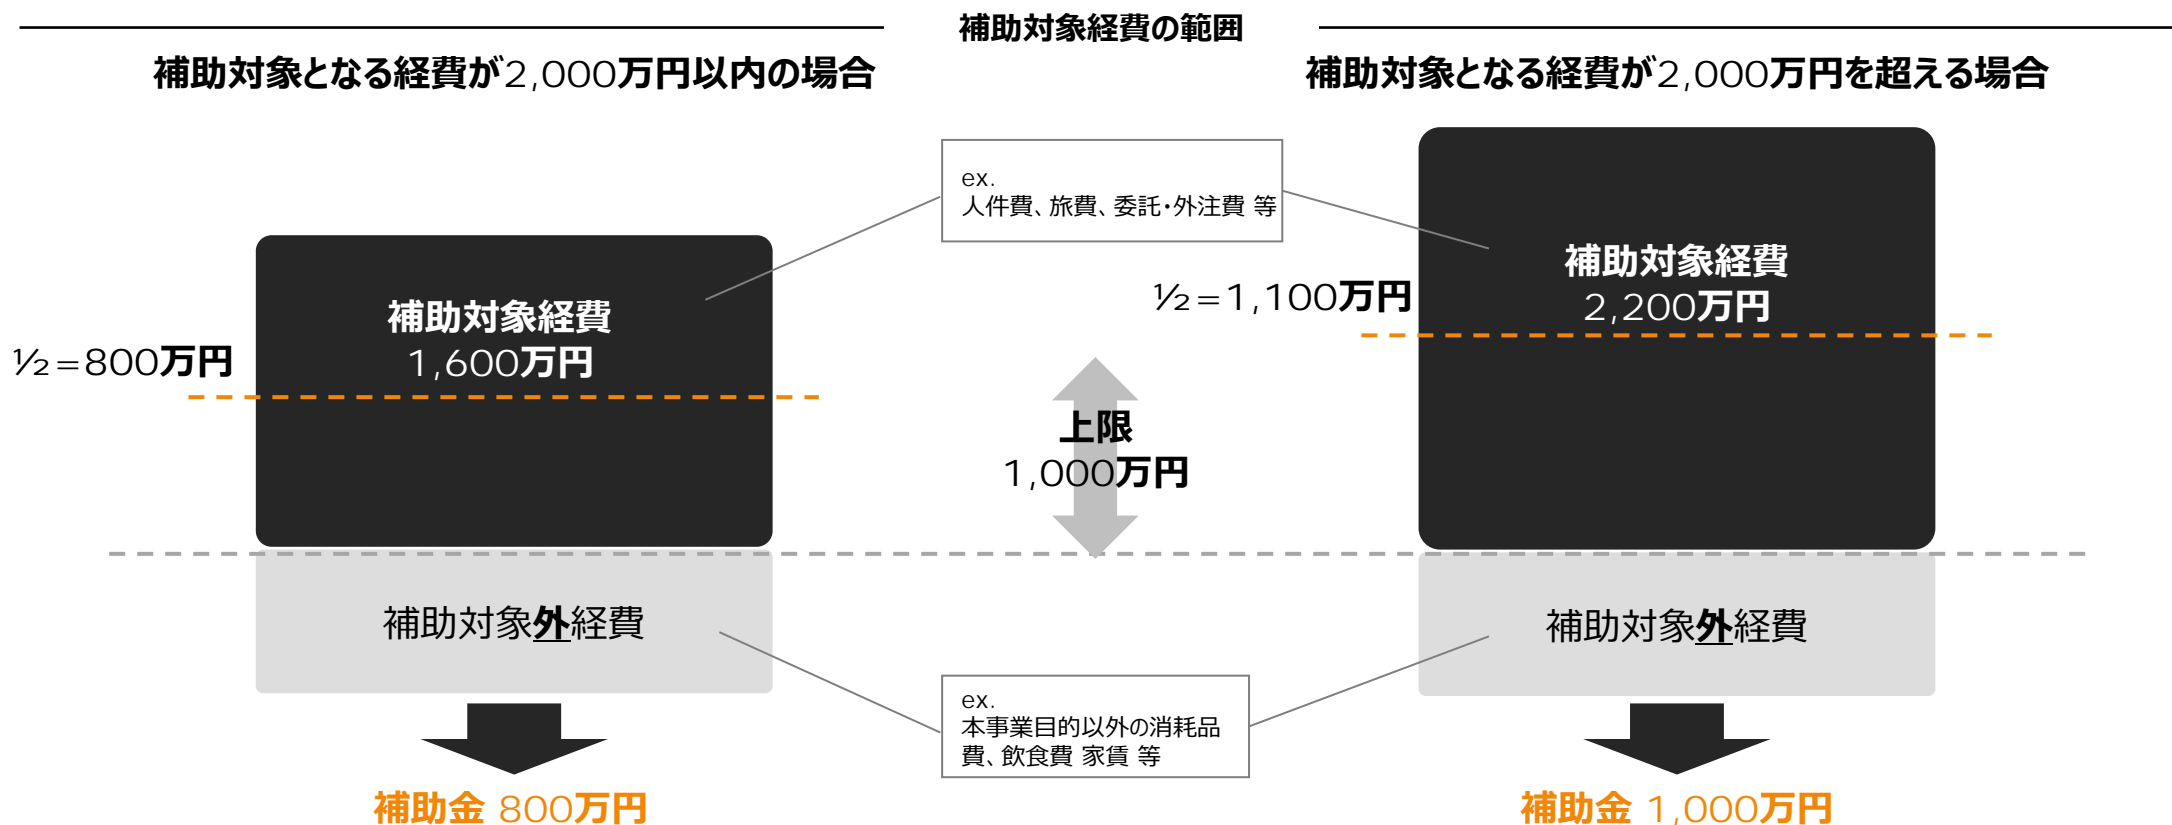 補助対象経費の範囲
補助対象となる経費が2,000万円以内の場合
補助対象となる経費が2,000万円を超える場合
ex.
人件費、旅費、委託・外注費 等
補助対象経費
1,600万円
½=800万円
補助対象経費
2,200万円
½=1,100万円
上限
1,000万円
補助対象外経費
補助対象外経費
ex.
本事業目的以外の消耗品
費、飲食費 家賃 等
補助金 800万円
補助金 1,000万円